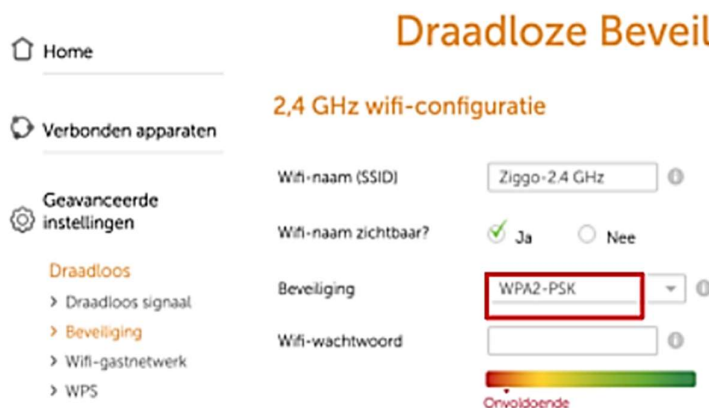 Draadloze Beveil
Home
Verbonden apparaten
Geavanceerde
instellingen
Draadloos
> Draadloos signaal
> Beveiliging
> Wifi-gastnetwerk
> WPS
2,4 GHz wifi-configuratie
Wifi-naam (SSID) Ziggo-2.4 GHz
Wifi-naam zichtbaar? Ja Nee
Beveiliging WPA2-PSK
Wifi-wachtwoord
Onvoldoende